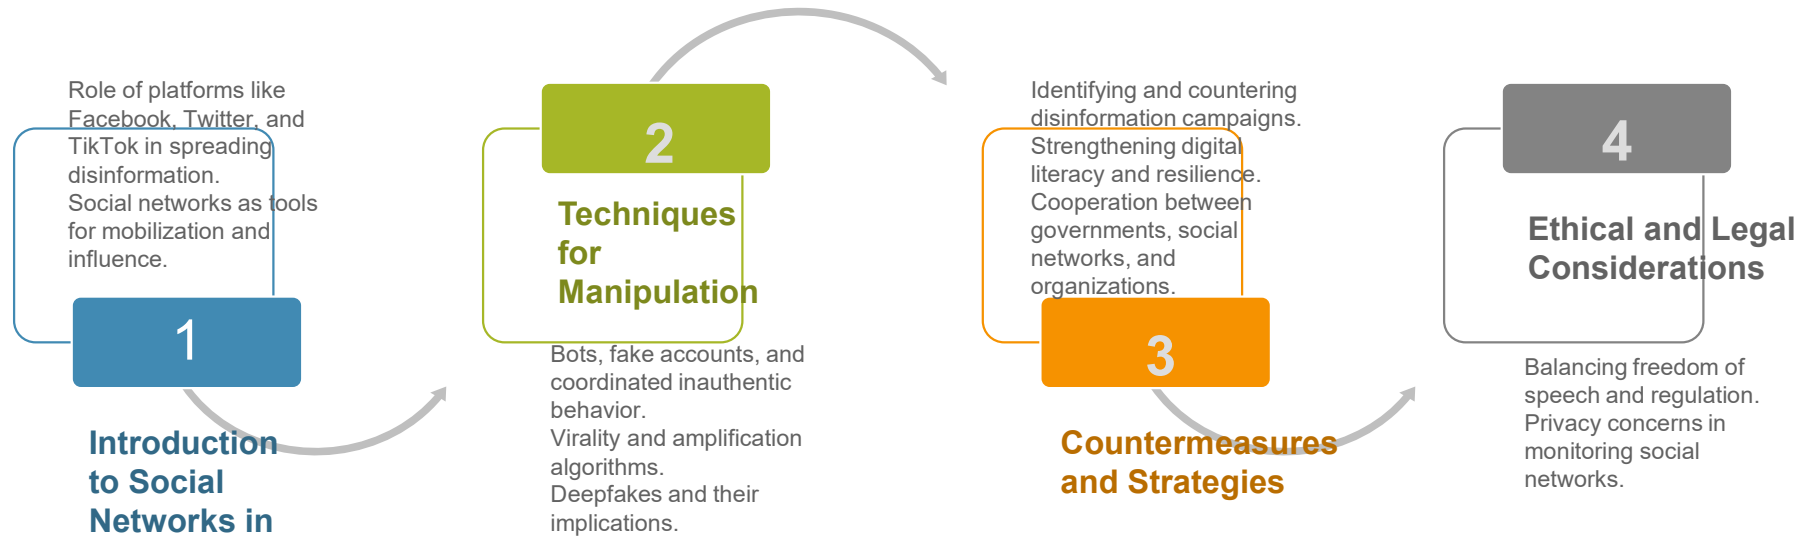 Role of platforms like
Facebook, Twitter, and
TikTok in spreading
disinformation.
Social networks as tools
for mobilization and
influence.
1
Introduction
to Social
Networks in
2
Techniques
for
Manipulation
Bots, fake accounts, and
coordinated inauthentic
behavior.
Virality and amplification
algorithms.
Deepfakes and their
implications.
Identifying and countering
disinformation campaigns.
Strengthening digital
literacy and resilience.
Cooperation between
governments, social
networks, and
organizations.
3
Countermeasures
and Strategies
4
Ethical and Legal
Considerations
Balancing freedom of
speech and regulation.
Privacy concerns in
monitoring social
networks.